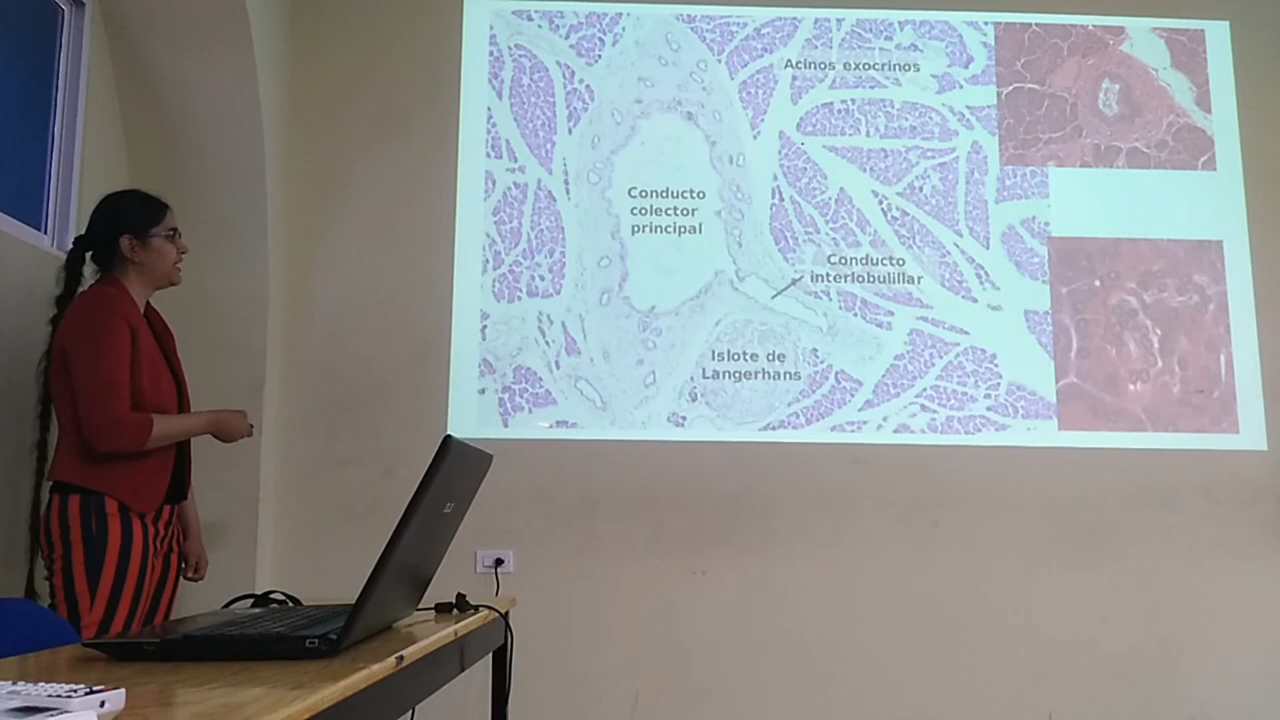 Acinos exocrinos
Conducto
colector
principal
Conducto
interlobulillar
Islote de
Langerhans